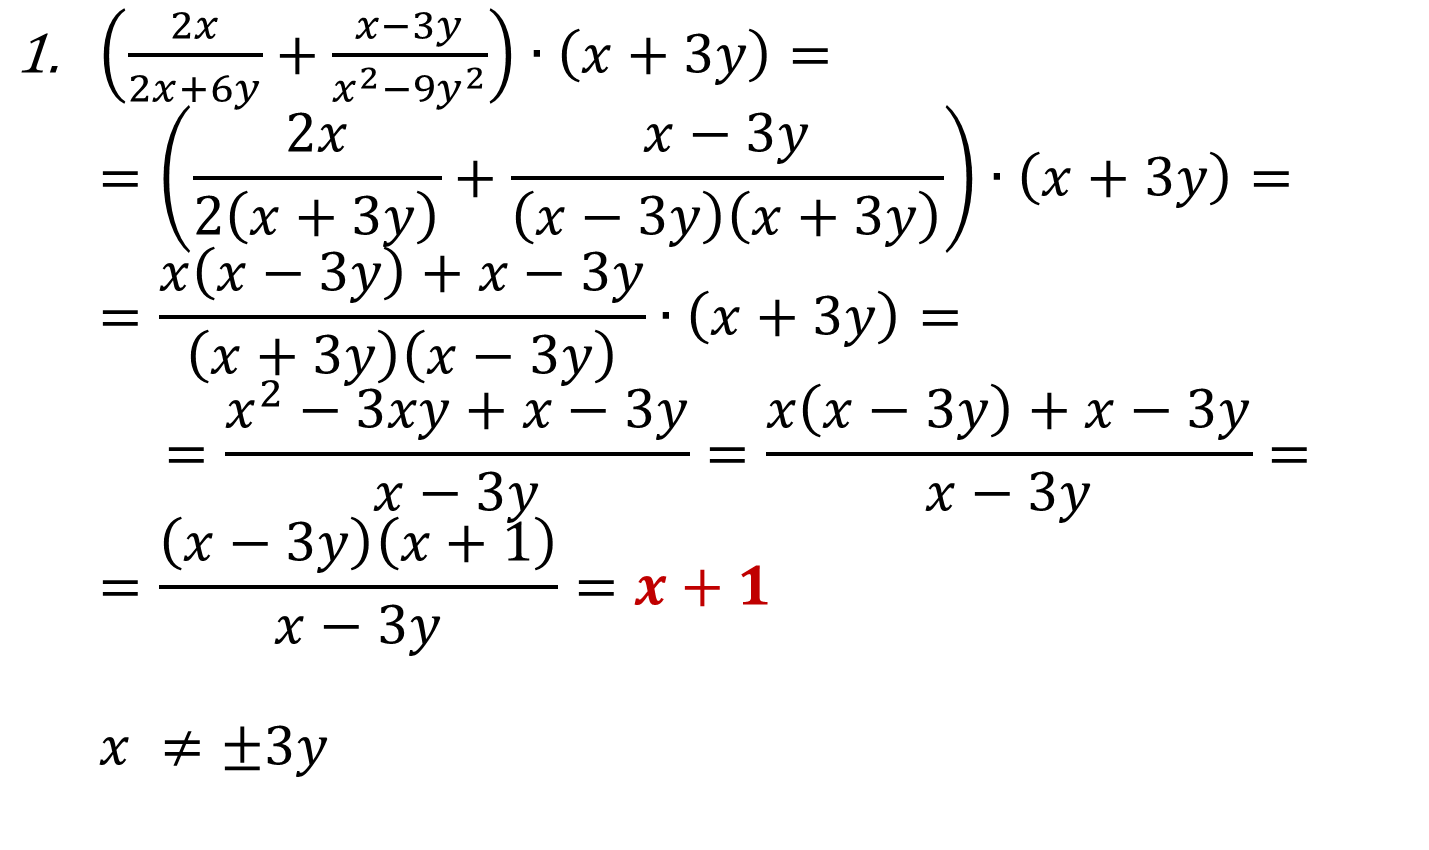 1. (2x/(2x+6y) + (x−3y)/(x²−9y²)) · (x + 3y) =
= (2x/(2(x + 3y)) + (x − 3y)/((x − 3y)(x + 3y))) · (x + 3y) =
= (x(x − 3y) + x − 3y)/((x + 3y)(x − 3y)) · (x + 3y) =
= (x² − 3xy + x − 3y)/(x − 3y) = (x(x − 3y) + x − 3y)/(x − 3y) =
= ((x − 3y)(x + 1))/(x − 3y) = x + 1
x ≠ ±3y